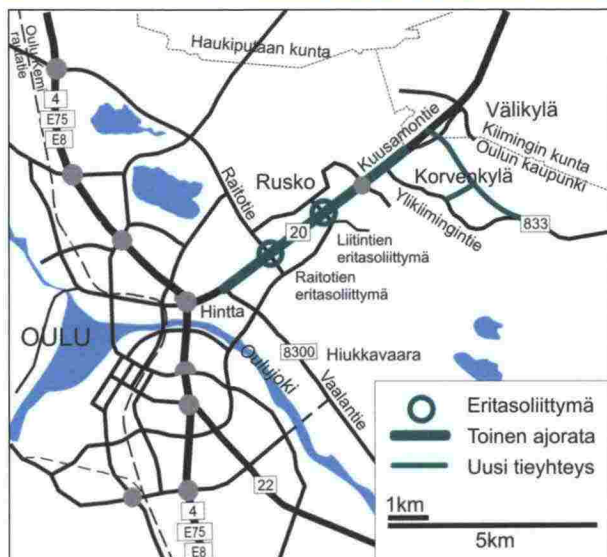 Haukiputaan kunta
Oulu-Kemi
rautatie
4
E75
E8
Välikylä
Kuusamontie
Kiimingin kunta
Oulun kaupunki
Korvenkylä
Rusko
Raitotie
20
Ylikiimingintie
833
Liitintien
eritasoliittymä
Raitotien
eritasoliittymä
Hintta
OULU
8300
Hiukkavaara
Oulujoki
Vaalantie
22
4
E75
E8
Eritasoliittymä
Toinen ajorata
Uusi tieyhteys
1km
5km